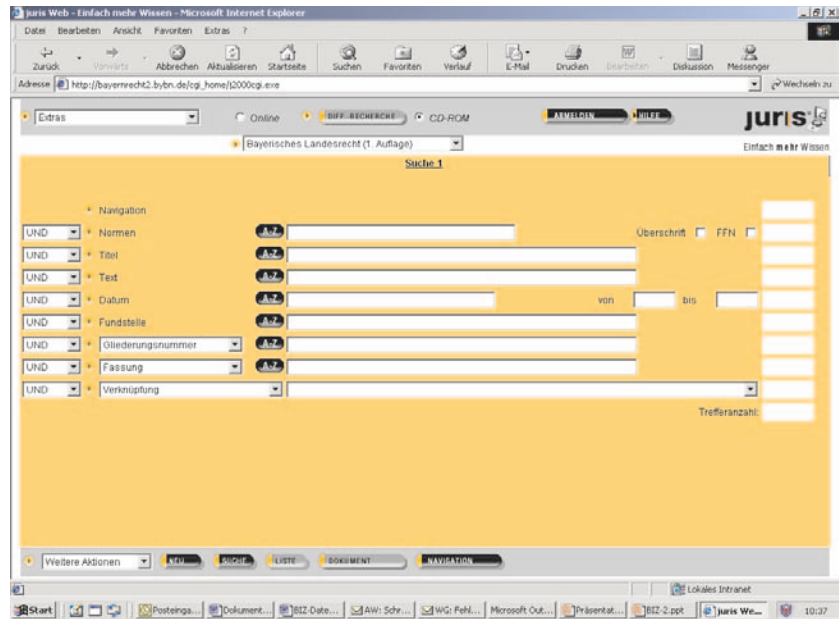 juris Web - Einfach mehr Wissen - Microsoft Internet Explorer
Datei Bearbeiten Ansicht Favoriten Extras ?
Zurück Vorwärts Abbrechen Aktualisieren Startseite Suchen Favoriten Verlauf E-Mail Drucken Bearbeiten Diskussion Messenger
Adresse http://bayernrecht2.bybn.de/cgi_home/j2000cgi.exe Wechseln zu
Extras Online DIFF.-RECHERCHE CD-ROM ABMELDEN HILFE juris
Bayerisches Landesrecht (1. Auflage) Einfach mehr Wissen
Suche 1
Navigation
UND Normen A-Z Überschrift FFN
UND Titel A-Z
UND Text A-Z
UND Datum A-Z von bis
UND Fundstelle A-Z
UND Gliederungsnummer A-Z
UND Fassung A-Z
UND Verknüpfung
Trefferanzahl:
Weitere Aktionen NEU SUCHE LISTE DOKUMENT NAVIGATION
Lokales Intranet
Start Posteinga... Dokument... BIZ-Date... AW: Schr... WG: Fehl... Microsoft Out... Präsentat... BIZ-2.ppt juris We... 10:37